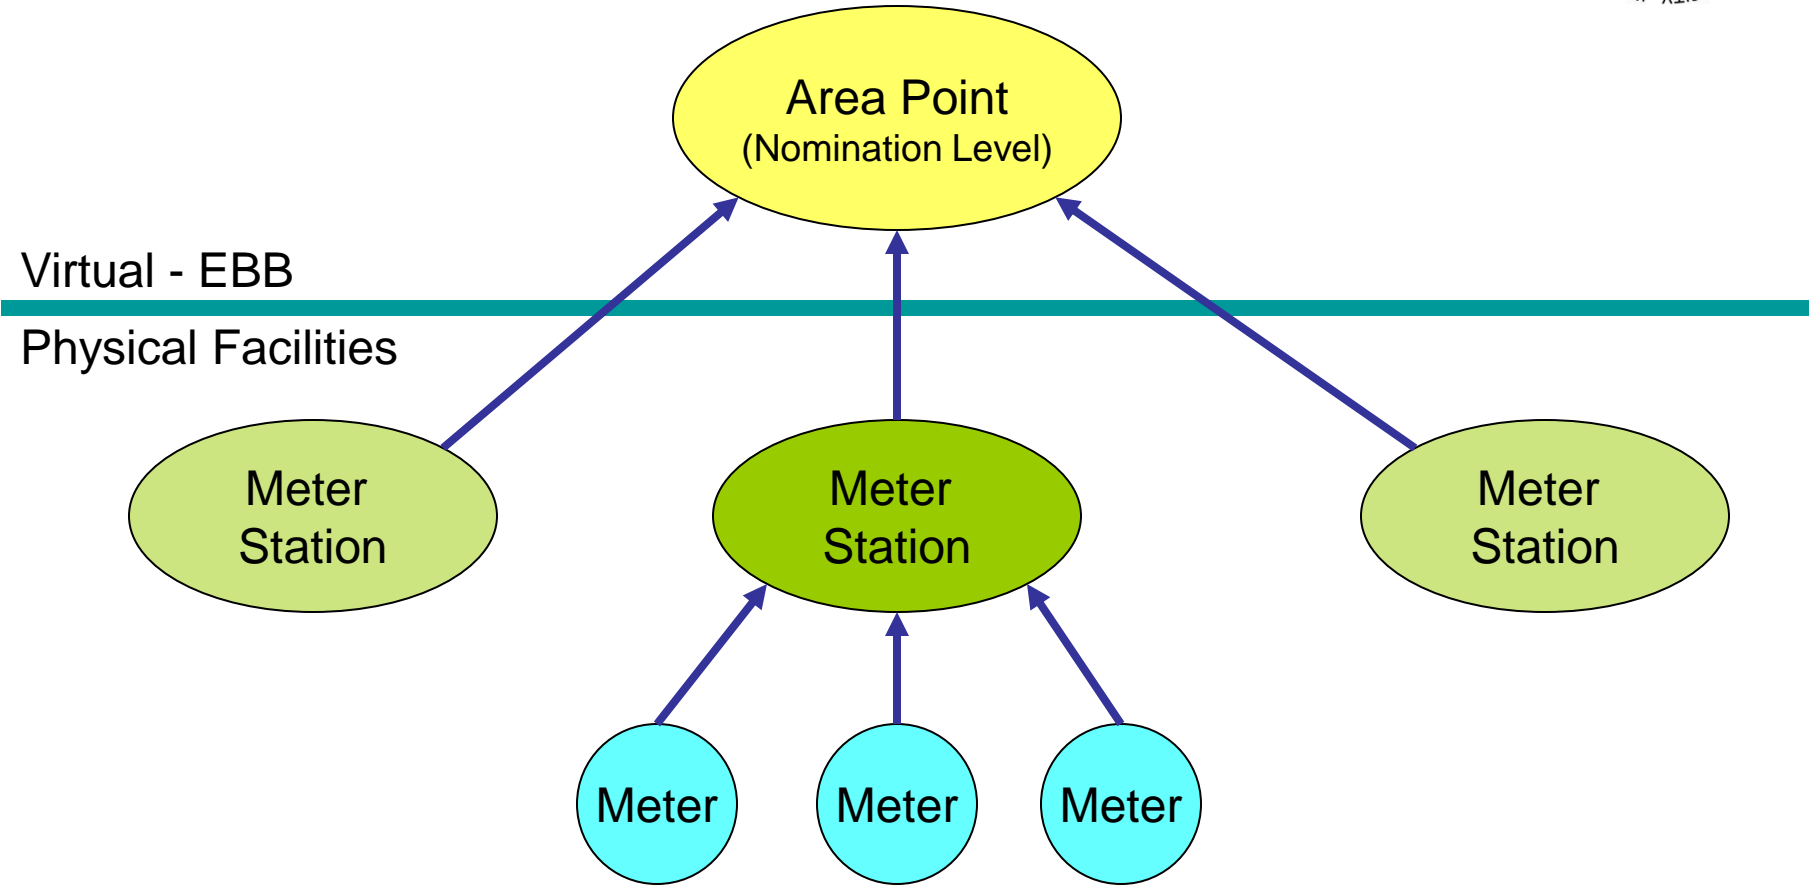 Area Point
(Nomination Level)
Virtual - EBB
Physical Facilities
Meter
Station
Meter
Station
Meter
Station
Meter
Meter
Meter